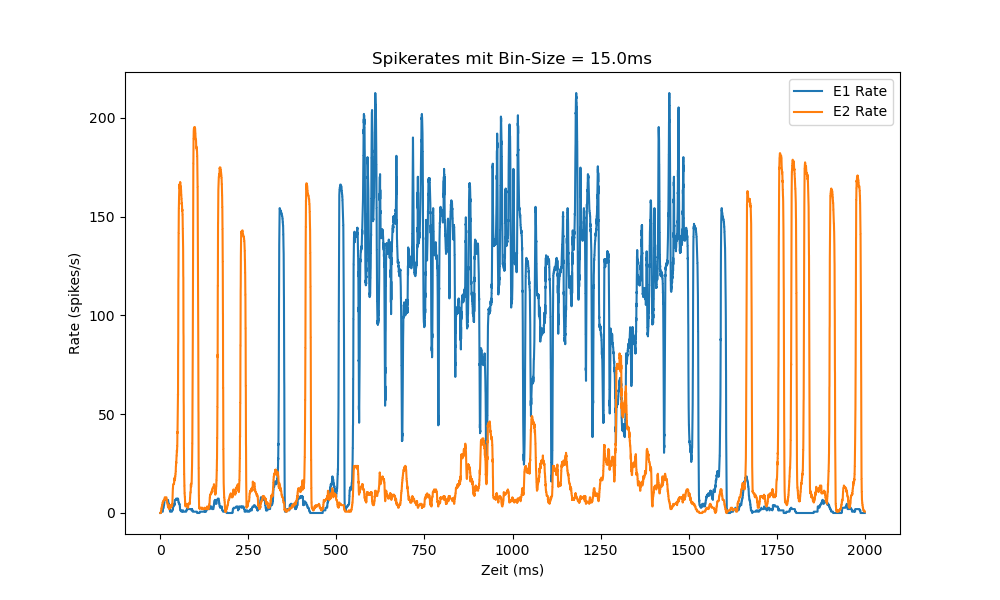 Spikerates mit Bin-Size = 15.0ms
E1 Rate
E2 Rate
Rate (spikes/s)
200
150
100
50
0
0 250 500 750 1000 1250 1500 1750 2000
Zeit (ms)